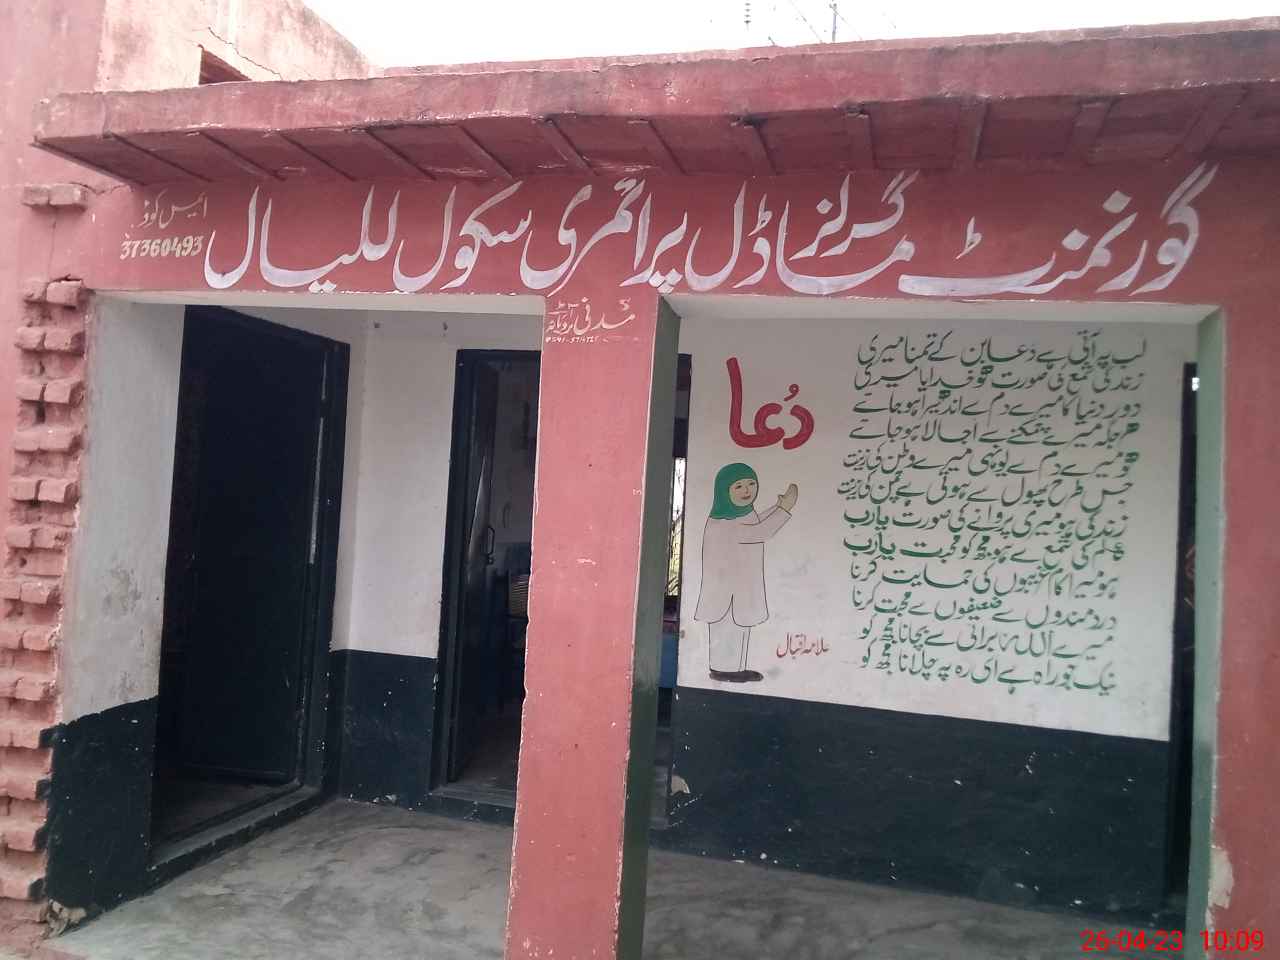 گورنمنٹ گرلز ماڈل پرائمری سکول للیال
ایمس کوڈ
37360493
مدنی آرٹس
دُعا
لب پہ آتی ہے دُعا بن کے تمنا میری
زندگی شمع کی صورت ہو خدایا میری
دور دنیا کا میرے دم سے اندھیرا ہو جائے
ہر جگہ میرے چمکنے سے اجالا ہو جائے
ہو میرے دم سے یونہی میرے وطن کی زینت
جس طرح پھول سے ہوتی ہے چمن کی زینت
زندگی ہو میری پروانے کی صورت یارب
علم کی شمع سے ہو مجھ کو محبت یارب
ہو میرا کام غریبوں کی حمایت کرنا
دردمندوں سے ضعیفوں سے محبت کرنا
میرے اللہ برائی سے بچانا مجھ کو
نیک جو راہ ہے اسی رہ پہ چلانا مجھ کو
علامہ اقبال
26-04-23 10:09